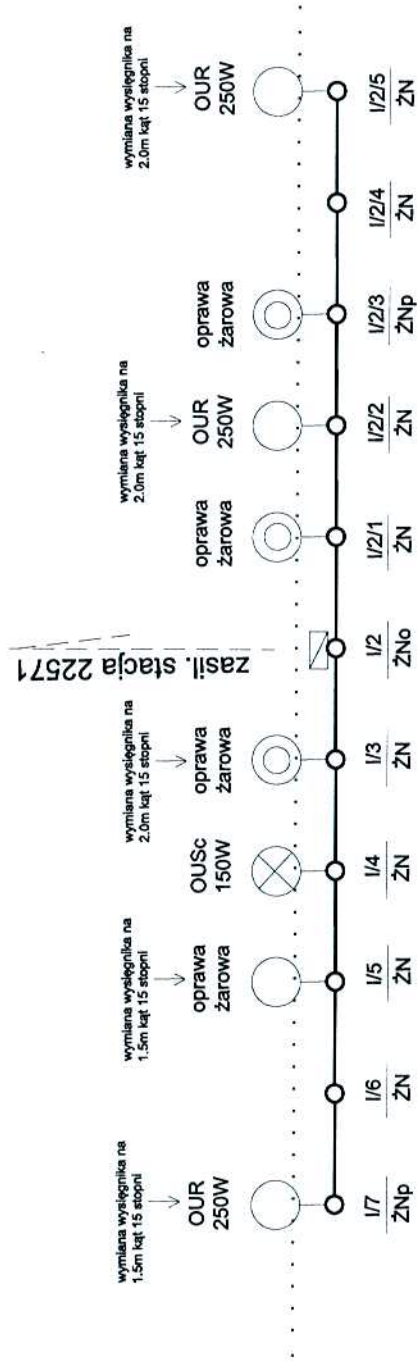 wymiana wysięgnika na
1.5m kąt 15 stopni
OUR
250W
I/7
ŻNp
I/6
ŻN
wymiana wysięgnika na
1.5m kąt 15 stopni
oprawa
żarowa
I/5
ŻN
OUSc
150W
I/4
ŻN
wymiana wysięgnika na
2.0m kąt 15 stopni
oprawa
żarowa
I/3
ŻN
zasil. stacja 22571
I/2
ŻNo
oprawa
żarowa
I/2/1
ŻN
wymiana wysięgnika na
2.0m kąt 15 stopni
OUR
250W
I/2/2
ŻN
oprawa
żarowa
I/2/3
ŻNp
I/2/4
ŻN
wymiana wysięgnika na
2.0m kąt 15 stopni
OUR
250W
I/2/5
ŻN